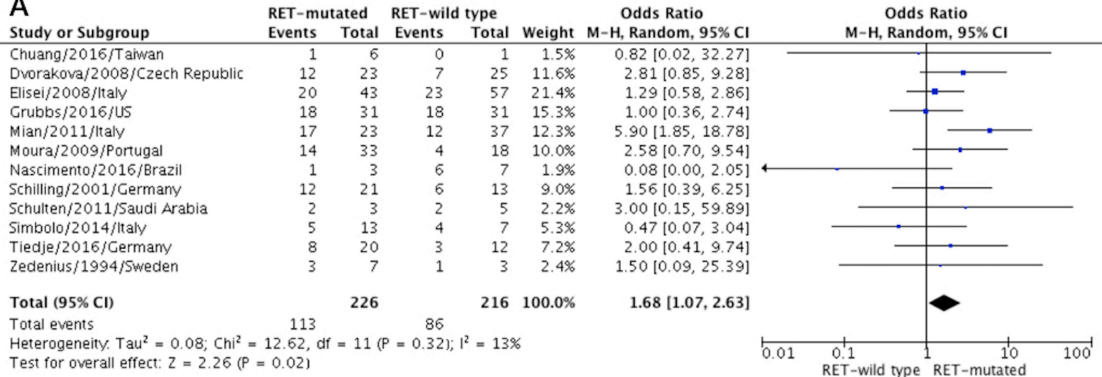 A
RET-mutated RET-wild type Odds Ratio Odds Ratio
Study or Subgroup Events Total Events Total Weight M-H, Random, 95% CI M-H, Random, 95% CI
Chuang/2016/Taiwan 1 6 0 1 1.5% 0.82 [0.02, 32.27]
Dvorakova/2008/Czech Republic 12 23 7 25 11.6% 2.81 [0.85, 9.28]
Elisei/2008/Italy 20 43 23 57 21.4% 1.29 [0.58, 2.86]
Grubbs/2016/US 18 31 18 31 15.3% 1.00 [0.36, 2.74]
Mian/2011/Italy 17 23 12 37 12.3% 5.90 [1.85, 18.78]
Moura/2009/Portugal 14 33 4 18 10.0% 2.58 [0.70, 9.54]
Nascimento/2016/Brazil 1 3 6 7 1.9% 0.08 [0.00, 2.05]
Schilling/2001/Germany 12 21 6 13 9.0% 1.56 [0.39, 6.25]
Schulten/2011/Saudi Arabia 2 3 2 5 2.2% 3.00 [0.15, 59.89]
Simbolo/2014/Italy 5 13 4 7 5.3% 0.47 [0.07, 3.04]
Tiedje/2016/Germany 8 20 3 12 7.2% 2.00 [0.41, 9.74]
Zedenius/1994/Sweden 3 7 1 3 2.4% 1.50 [0.09, 25.39]
Total (95% CI) 226 216 100.0% 1.68 [1.07, 2.63]
Total events 113 86
Heterogeneity: Tau² = 0.08; Chi² = 12.62, df = 11 (P = 0.32); I² = 13%
Test for overall effect: Z = 2.26 (P = 0.02)
0.01 0.1 1 10 100
RET-wild type RET-mutated